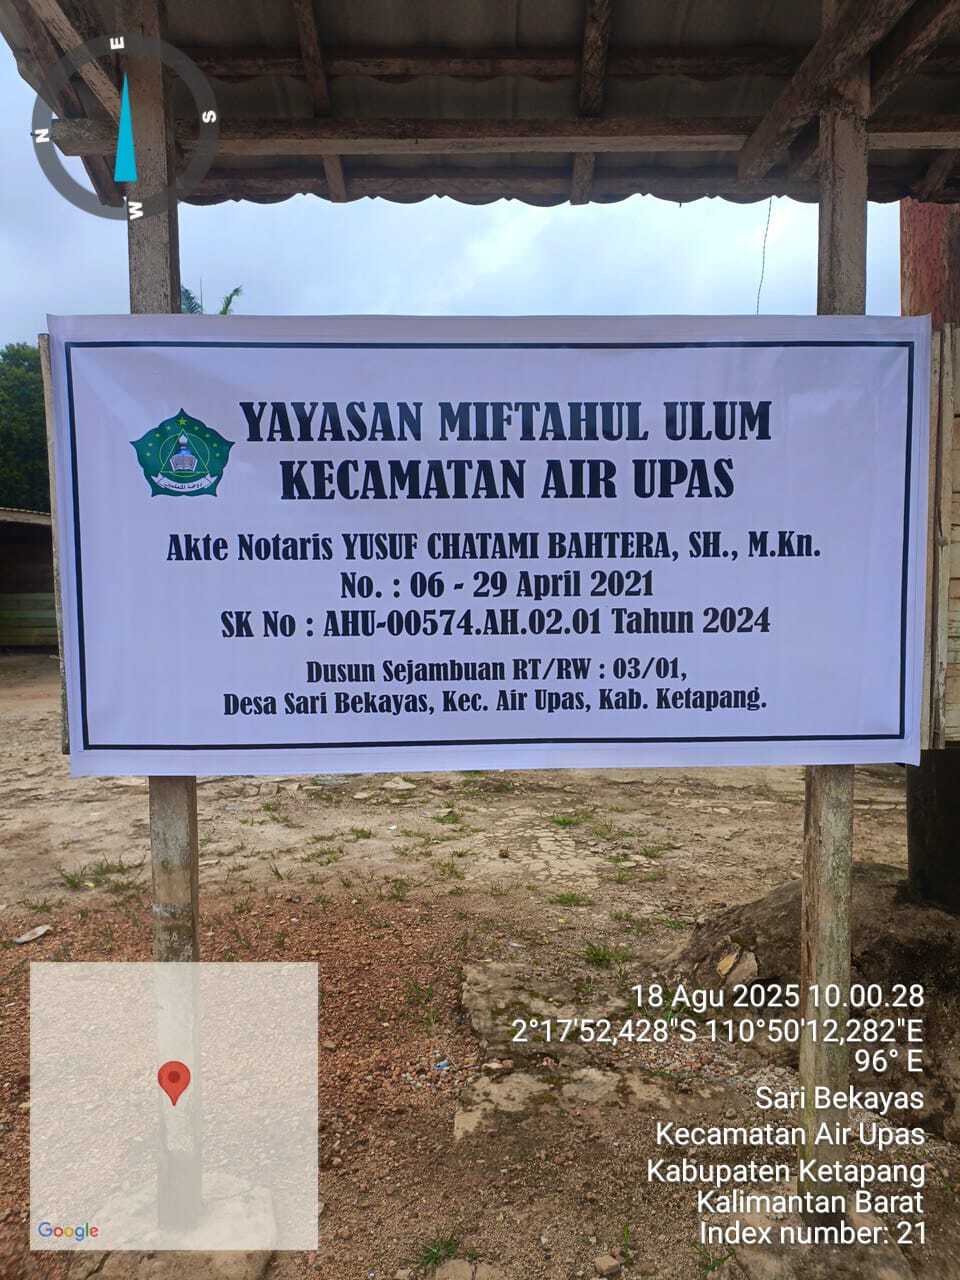 E
N
S
W
YAYASAN MIFTAHUL ULUM
KECAMATAN AIR UPAS
Akte Notaris YUSUF CHATAMI BAHTERA, SH., M.Kn.
No. : 06 - 29 April 2021
SK No : AHU-00574.AH.02.01 Tahun 2024
Dusun Sejambuan RT/RW : 03/01,
Desa Sari Bekayas, Kec. Air Upas, Kab. Ketapang.
18 Agu 2025 10.00.28
2°17'52,428"S 110°50'12,282"E
96° E
Sari Bekayas
Kecamatan Air Upas
Kabupaten Ketapang
Kalimantan Barat
Index number: 21
Google